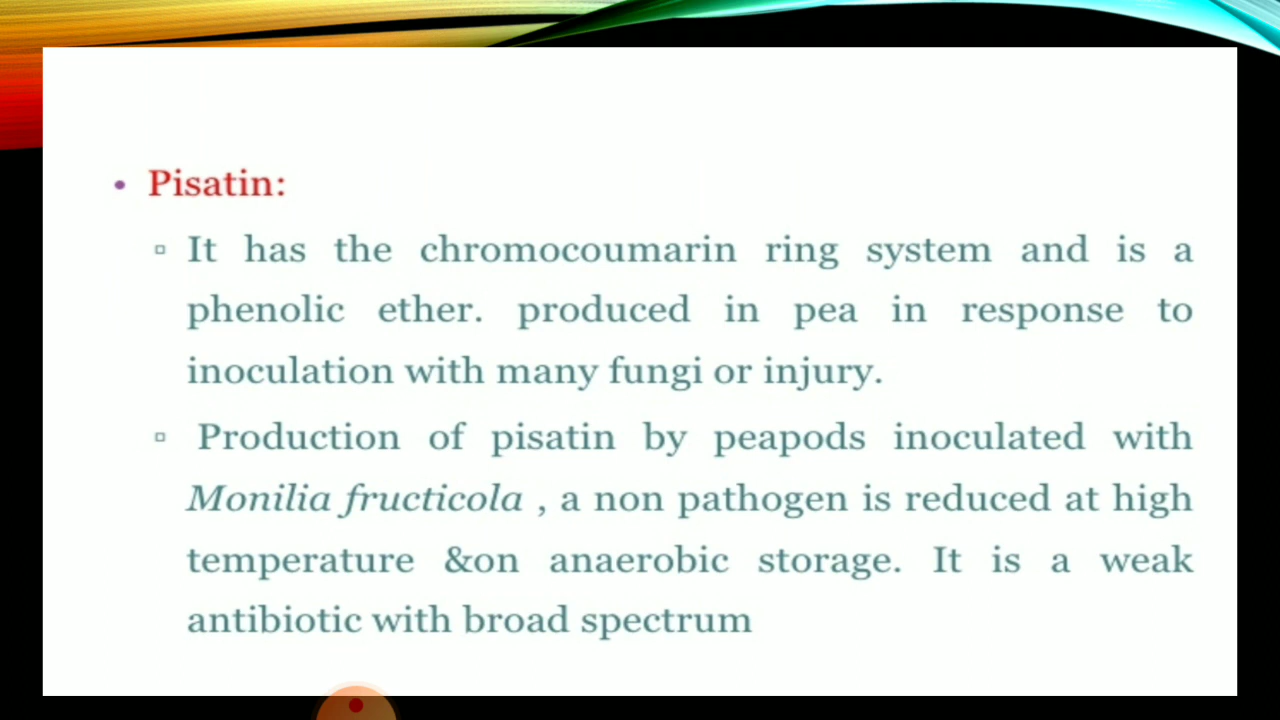 • Pisatin:
▫ It has the chromocoumarin ring system and is a
phenolic ether. produced in pea in response to
inoculation with many fungi or injury.
▫ Production of pisatin by peapods inoculated with
Monilia fructicola , a non pathogen is reduced at high
temperature &on anaerobic storage. It is a weak
antibiotic with broad spectrum